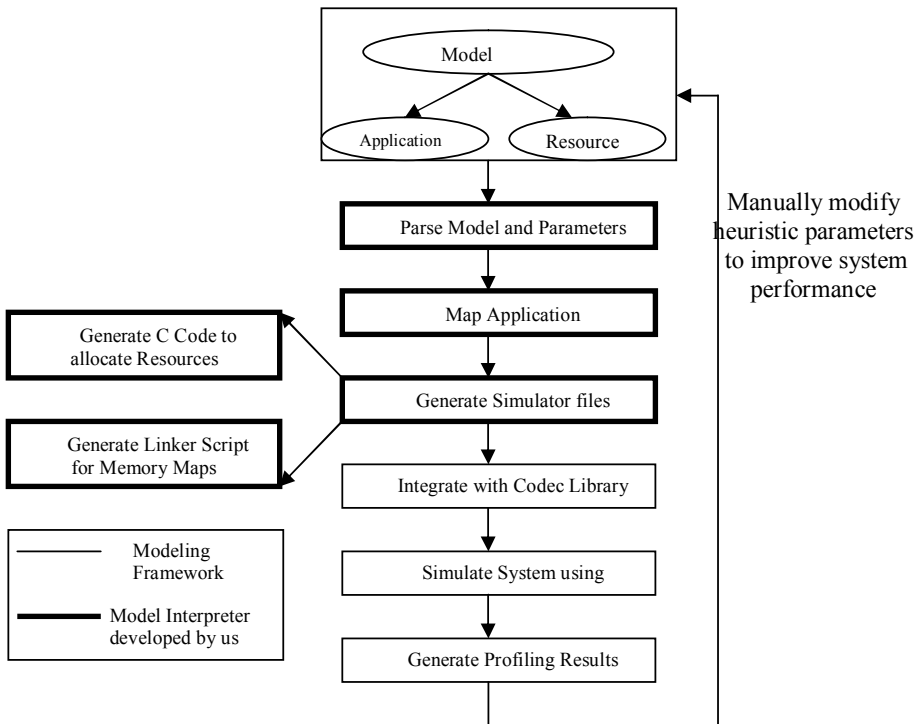 Model
Application
Resource
Parse Model and Parameters
Manually modify
heuristic parameters
to improve system
performance
Map Application
Generate C Code to
allocate Resources
Generate Simulator files
Generate Linker Script
for Memory Maps
Integrate with Codec Library
Modeling
Framework
Simulate System using
Model Interpreter
developed by us
Generate Profiling Results